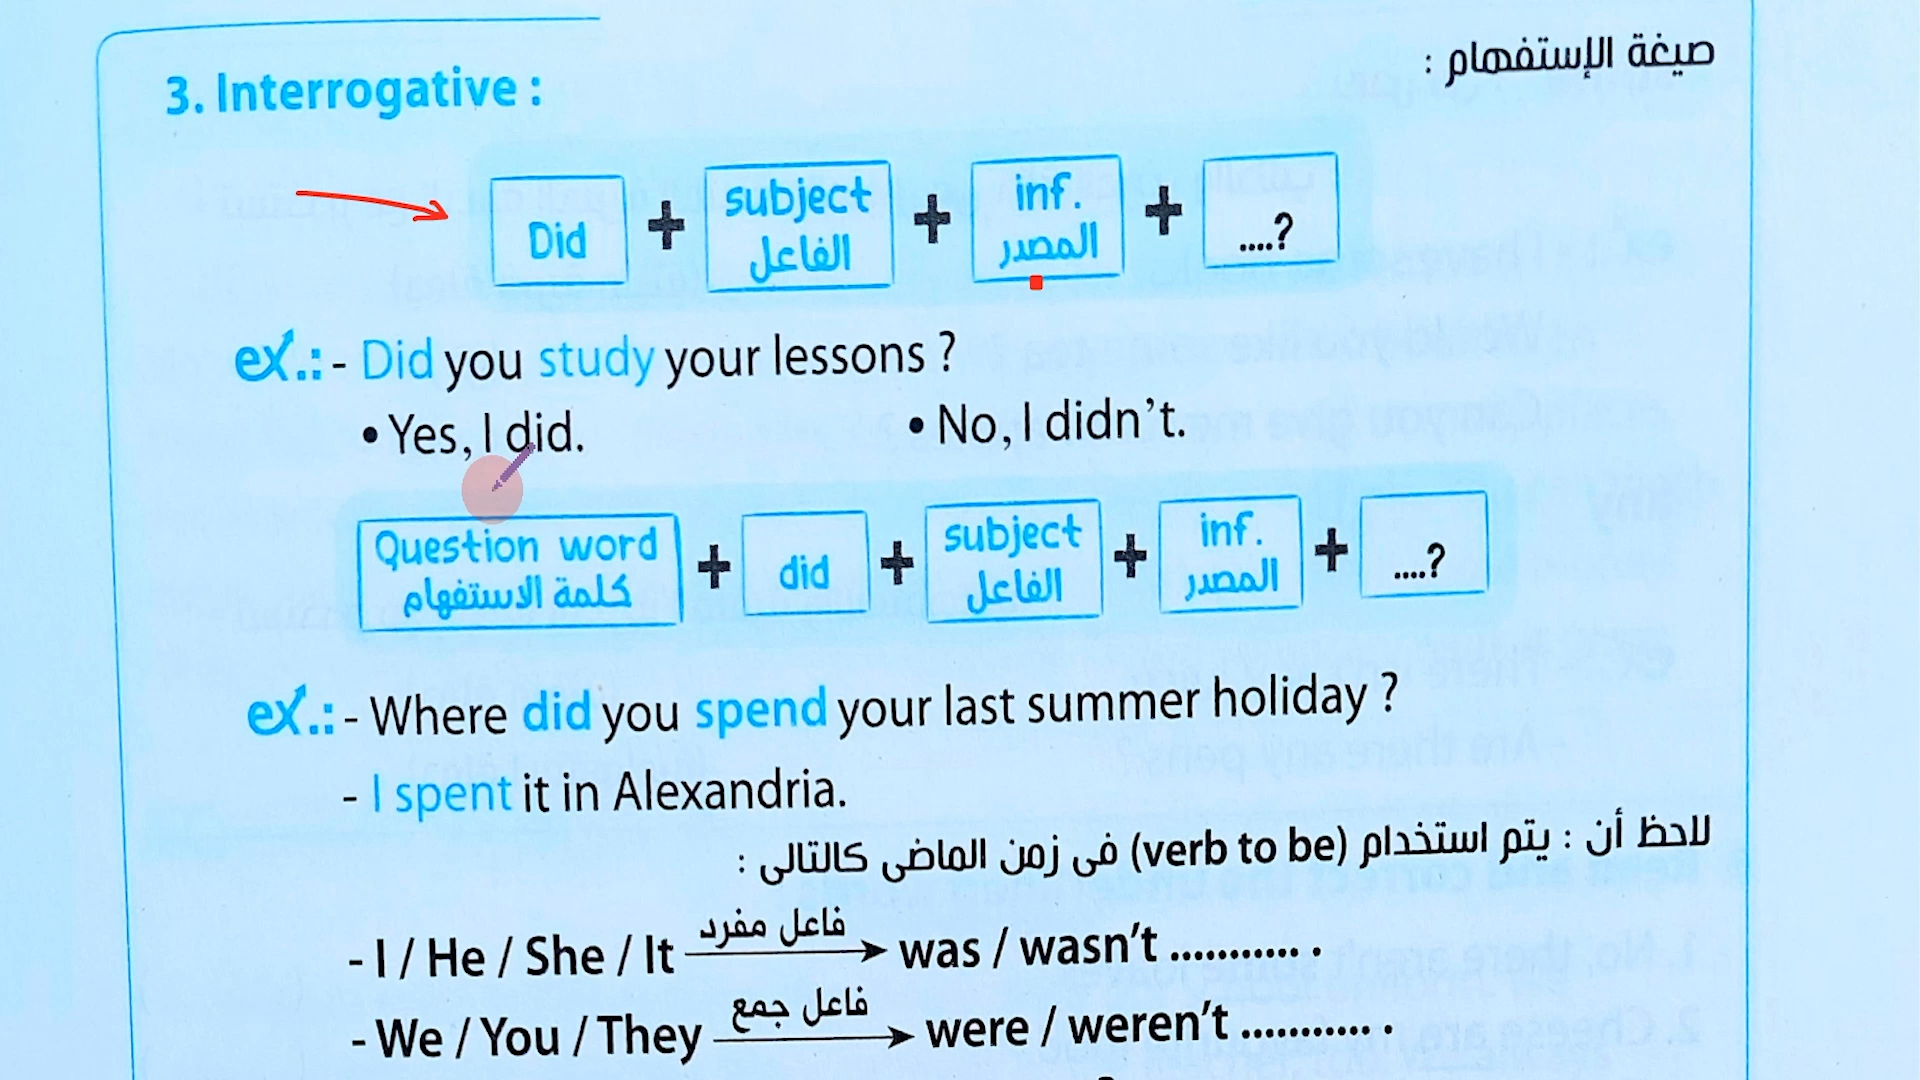 3. Interrogative :
صيغة الإستفهام :
Did + subject الفاعل + inf. المصدر + ....?
ex.: - Did you study your lessons ?
• Yes, I did. • No, I didn't.
Question word كلمة الاستفهام + did + subject الفاعل + inf. المصدر + ....?
ex.: - Where did you spend your last summer holiday ?
- I spent it in Alexandria.
لاحظ أن : يتم استخدام (verb to be) فى زمن الماضى كالتالى :
- I / He / She / It فاعل مفرد was / wasn't ........... .
- We / You / They فاعل جمع were / weren't ........... .